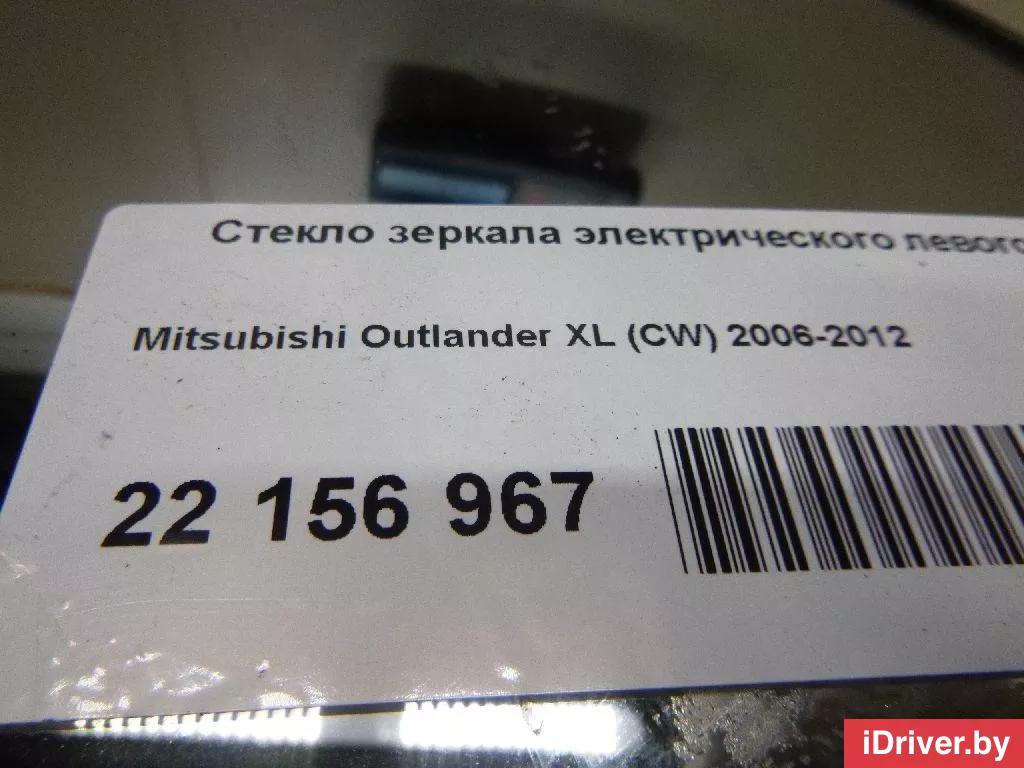 Стекло зеркала электрического левого
Mitsubishi Outlander XL (CW) 2006-2012
22 156 967
iDriver.by